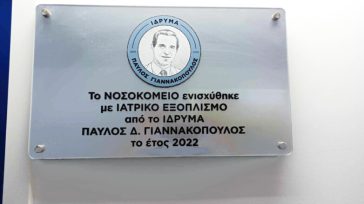 ΙΔΡΥΜΑ
ΠΑΥΛΟΣ ΓΙΑΝΝΑΚΟΠΟΥΛΟΣ
Το ΝΟΣΟΚΟΜΕΙΟ ενισχύθηκε
με ΙΑΤΡΙΚΟ ΕΞΟΠΛΙΣΜΟ
από το ΙΔΡΥΜΑ
ΠΑΥΛΟΣ Δ. ΓΙΑΝΝΑΚΟΠΟΥΛΟΣ
το έτος 2022